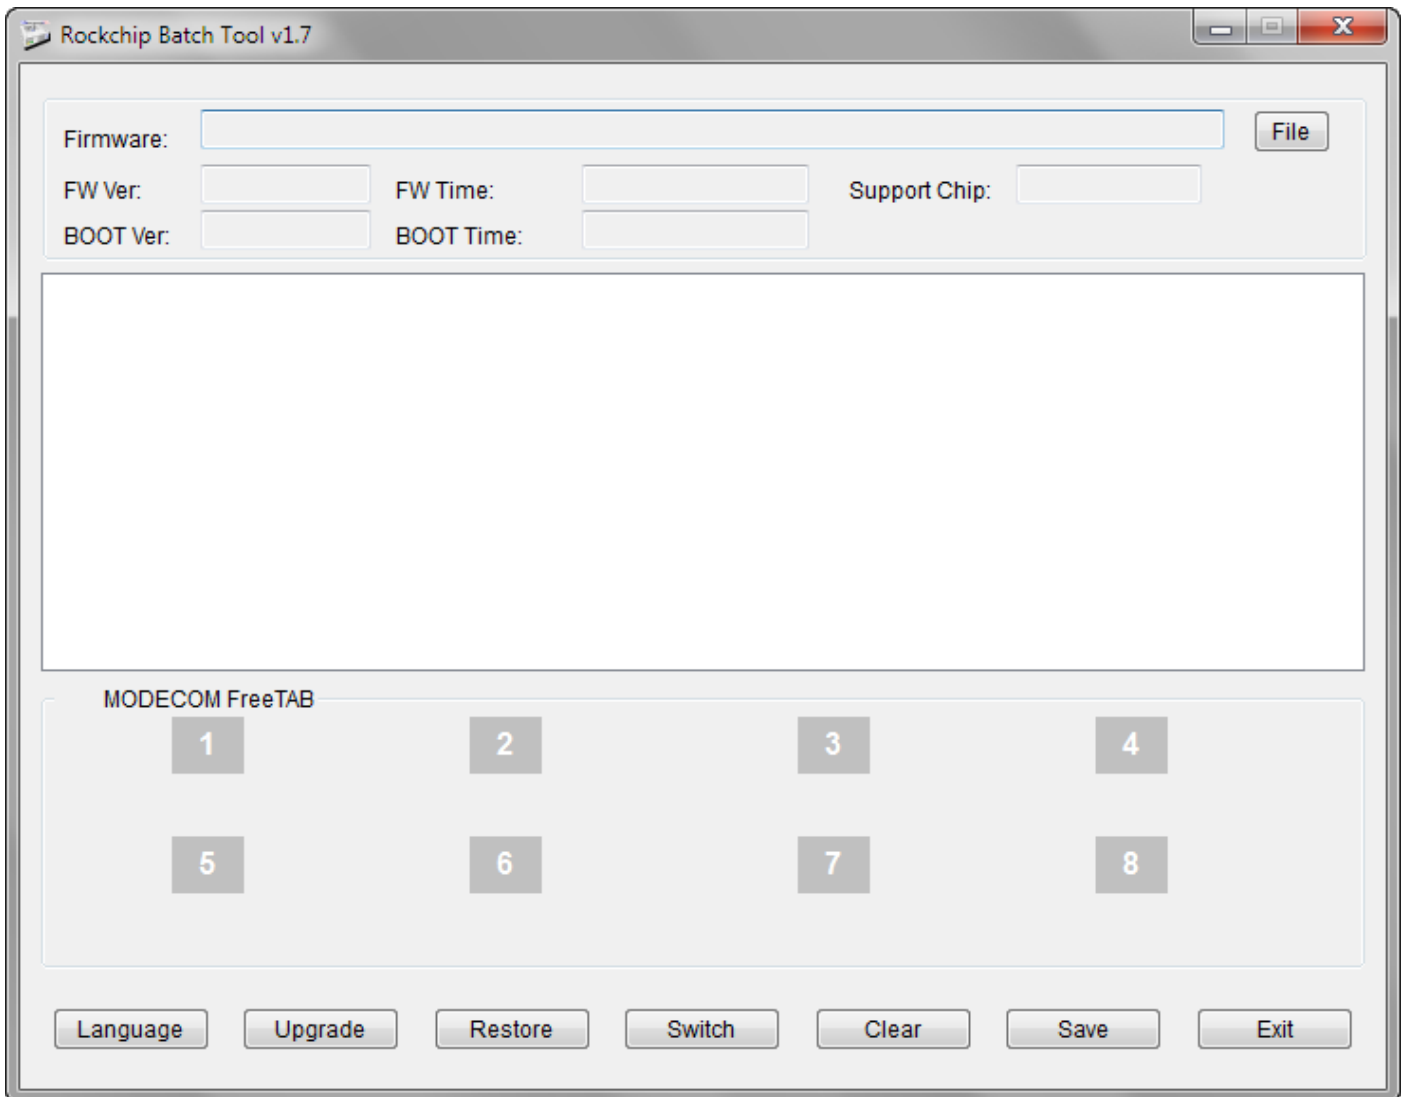 Rockchip Batch Tool v1.7
Firmware: File
FW Ver: FW Time: Support Chip:
BOOT Ver: BOOT Time:
MODECOM FreeTAB
1 2 3 4
5 6 7 8
Language Upgrade Restore Switch Clear Save Exit